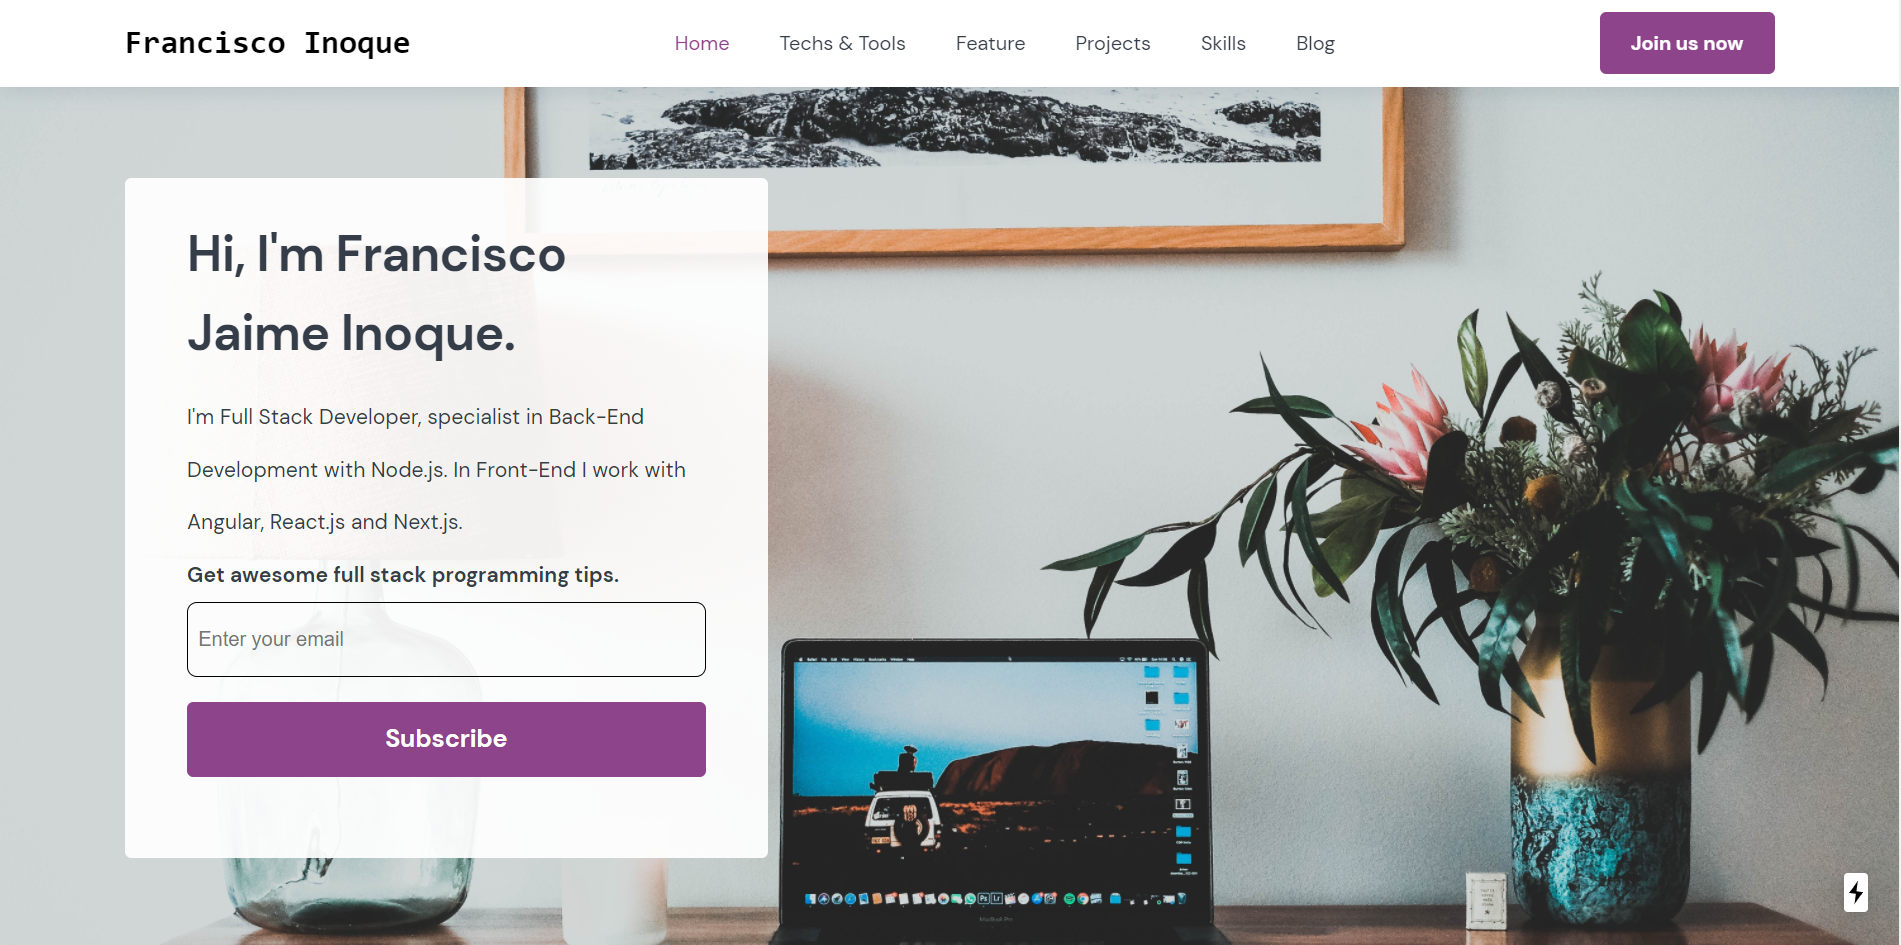 Francisco Inoque
Home
Techs & Tools
Feature
Projects
Skills
Blog
Join us now
Hi, I'm Francisco
Jaime Inoque.
I'm Full Stack Developer, specialist in Back-End
Development with Node.js. In Front-End I work with
Angular, React.js and Next.js.
Get awesome full stack programming tips.
Enter your email
Subscribe
MacBook Pro